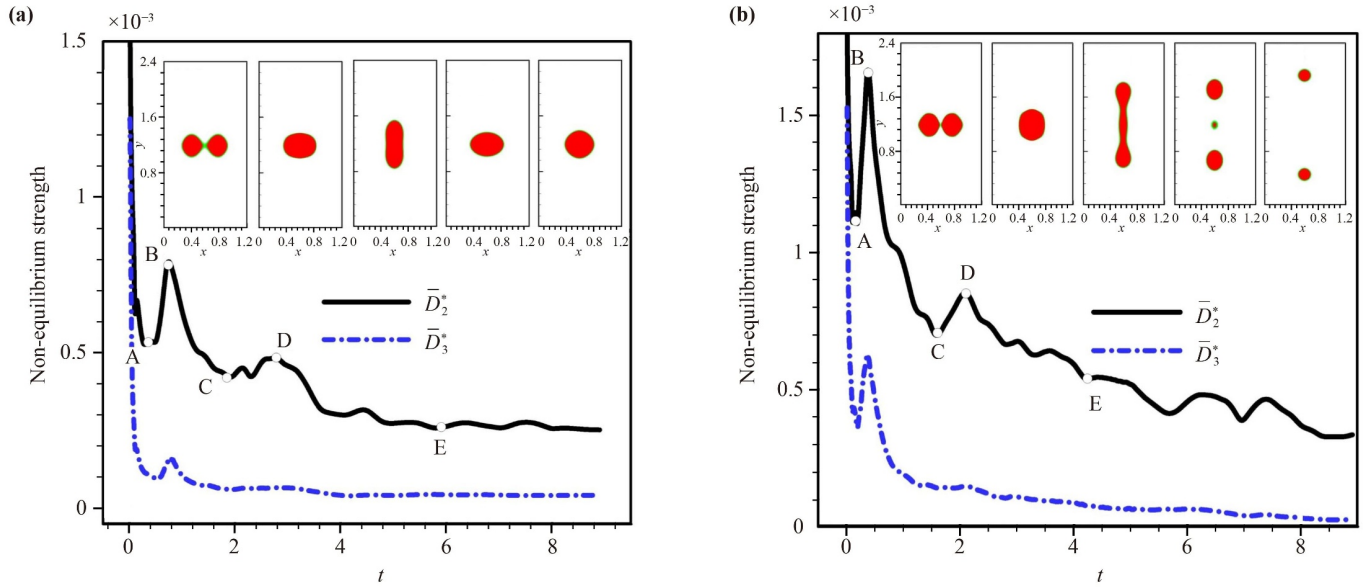 (a)
×10⁻³
1.5
1
0.5
0
Non-equilibrium strength
2.4
1.6
0.8
y
0 0.4 0.8 1.2
x
0.4 0.8 1.2
x
0.4 0.8 1.2
x
0.4 0.8 1.2
x
0.4 0.8 1.2
x
A
B
C
D
E
D̅₂*
D̅₃*
0 2 4 6 8
t
(b)
×10⁻³
1.5
1
0.5
0
Non-equilibrium strength
2.4
1.6
0.8
y
0 0.4 0.8 1.2
x
0 0.4 0.8 1.2
x
0 0.4 0.8 1.2
x
0 0.4 0.8 1.2
x
0 0.4 0.8 1.2
x
A
B
C
D
E
D̅₂*
D̅₃*
0 2 4 6 8
t